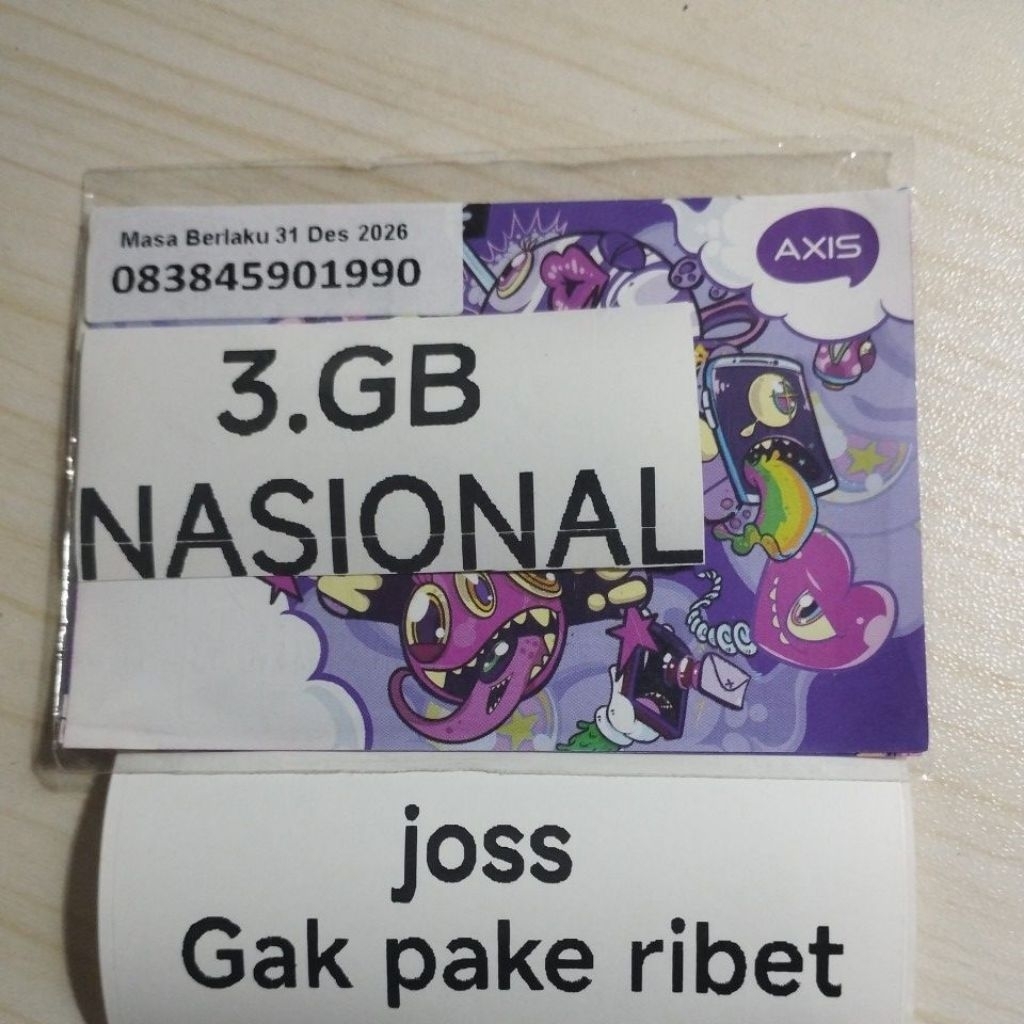 Masa Berlaku 31 Des 2026
083845901990
AXIS
3.GB
NASIONAL
joss
Gak pake ribet